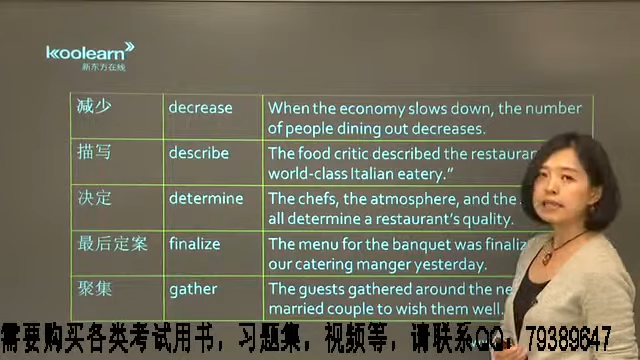 koolearn
新东方在线
减少 decrease When the economy slows down, the number
of people dining out decreases.
描写 describe The food critic described the restauran
world-class Italian eatery.”
决定 determine The chefs, the atmosphere, and the
all determine a restaurant’s quality.
最后定案 finalize The menu for the banquet was finaliz
our catering manger yesterday.
聚集 gather The guests gathered around the ne
married couple to wish them well.
需要购买各类考试用书，习题集，视频等，请联系QQ：79389647